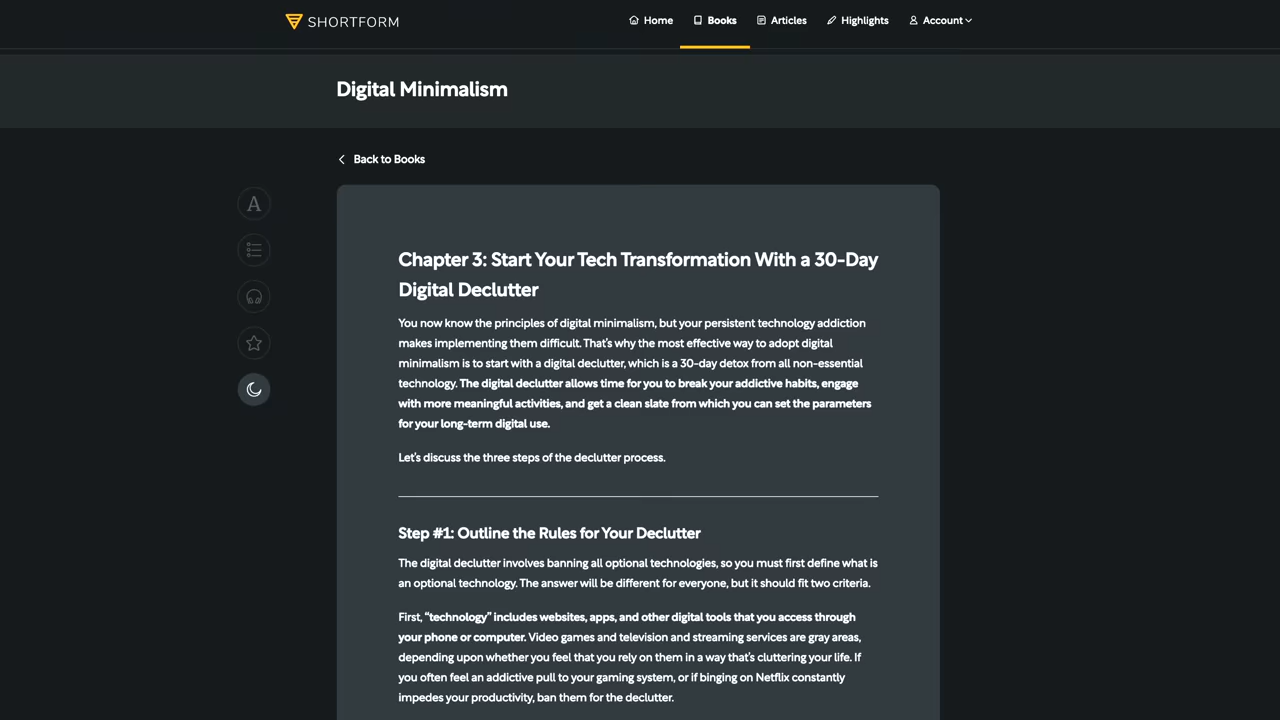 SHORTFORM
Home
Books
Articles
Highlights
Account
Digital Minimalism
Back to Books
A
Chapter 3: Start Your Tech Transformation With a 30-Day
Digital Declutter
You now know the principles of digital minimalism, but your persistent technology addiction
makes implementing them difficult. That's why the most effective way to adopt digital
minimalism is to start with a digital declutter, which is a 30-day detox from all non-essential
technology. The digital declutter allows time for you to break your addictive habits, engage
with more meaningful activities, and get a clean slate from which you can set the parameters
for your long-term digital use.
Let's discuss the three steps of the declutter process.
Step #1: Outline the Rules for Your Declutter
The digital declutter involves banning all optional technologies, so you must first define what is
an optional technology. The answer will be different for everyone, but it should fit two criteria.
First, “technology” includes websites, apps, and other digital tools that you access through
your phone or computer. Video games and television and streaming services are gray areas,
depending upon whether you feel that you rely on them in a way that's cluttering your life. If
you often feel an addictive pull to your gaming system, or if binging on Netflix constantly
impedes your productivity, ban them for the declutter.